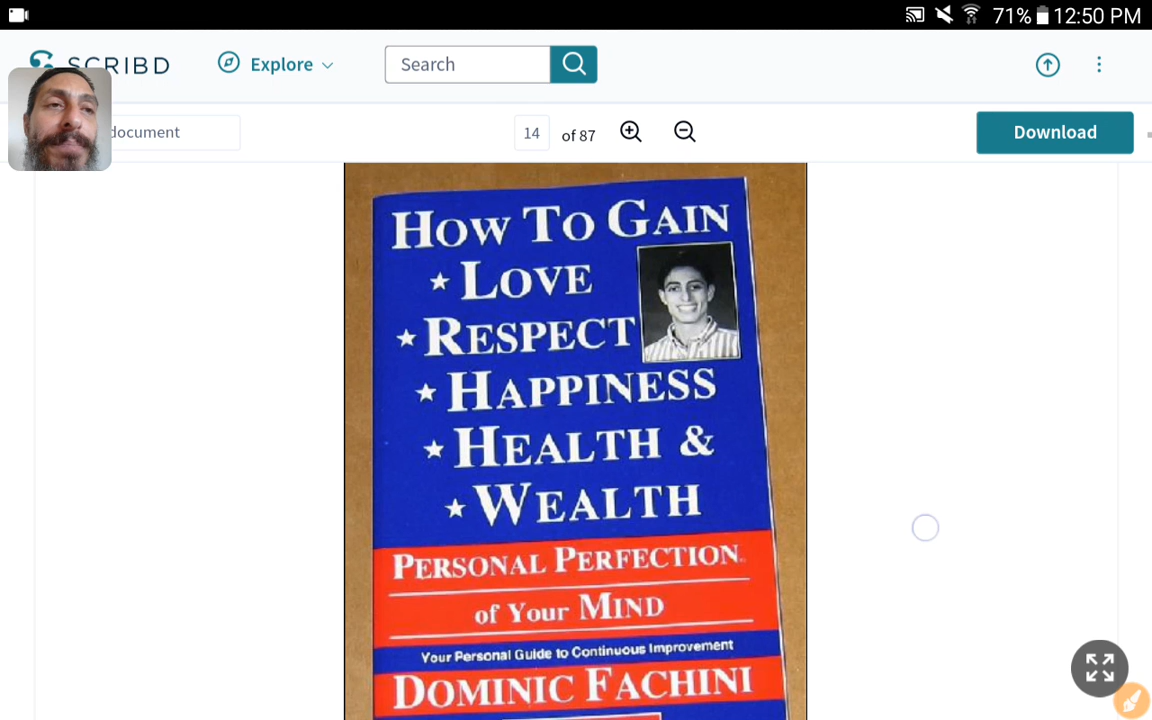 71% 12:50 PM
SCRIBD
Explore
Search
document
14 of 87
Download
HOW TO GAIN
★ LOVE
★ RESPECT
★ HAPPINESS
★ HEALTH &
★ WEALTH
PERSONAL PERFECTION
of Your MIND
Your Personal Guide to Continuous Improvement
DOMINIC FACHINI